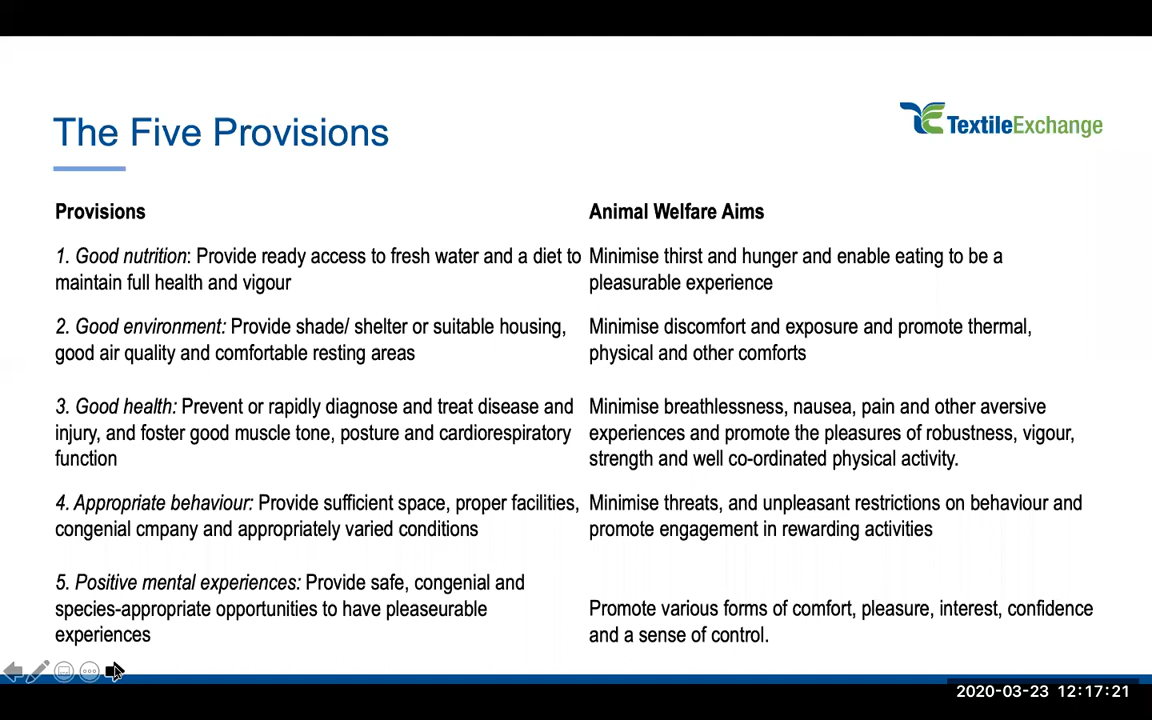 The Five Provisions
TextileExchange
Provisions
Animal Welfare Aims
1. Good nutrition: Provide ready access to fresh water and a diet to
maintain full health and vigour
Minimise thirst and hunger and enable eating to be a
pleasurable experience
2. Good environment: Provide shade/ shelter or suitable housing,
good air quality and comfortable resting areas
Minimise discomfort and exposure and promote thermal,
physical and other comforts
3. Good health: Prevent or rapidly diagnose and treat disease and
injury, and foster good muscle tone, posture and cardiorespiratory
function
Minimise breathlessness, nausea, pain and other aversive
experiences and promote the pleasures of robustness, vigour,
strength and well co-ordinated physical activity.
4. Appropriate behaviour: Provide sufficient space, proper facilities,
congenial cmpany and appropriately varied conditions
Minimise threats, and unpleasant restrictions on behaviour and
promote engagement in rewarding activities
5. Positive mental experiences: Provide safe, congenial and
species-appropriate opportunities to have pleaseurable
experiences
Promote various forms of comfort, pleasure, interest, confidence
and a sense of control.
2020-03-23 12:17:21